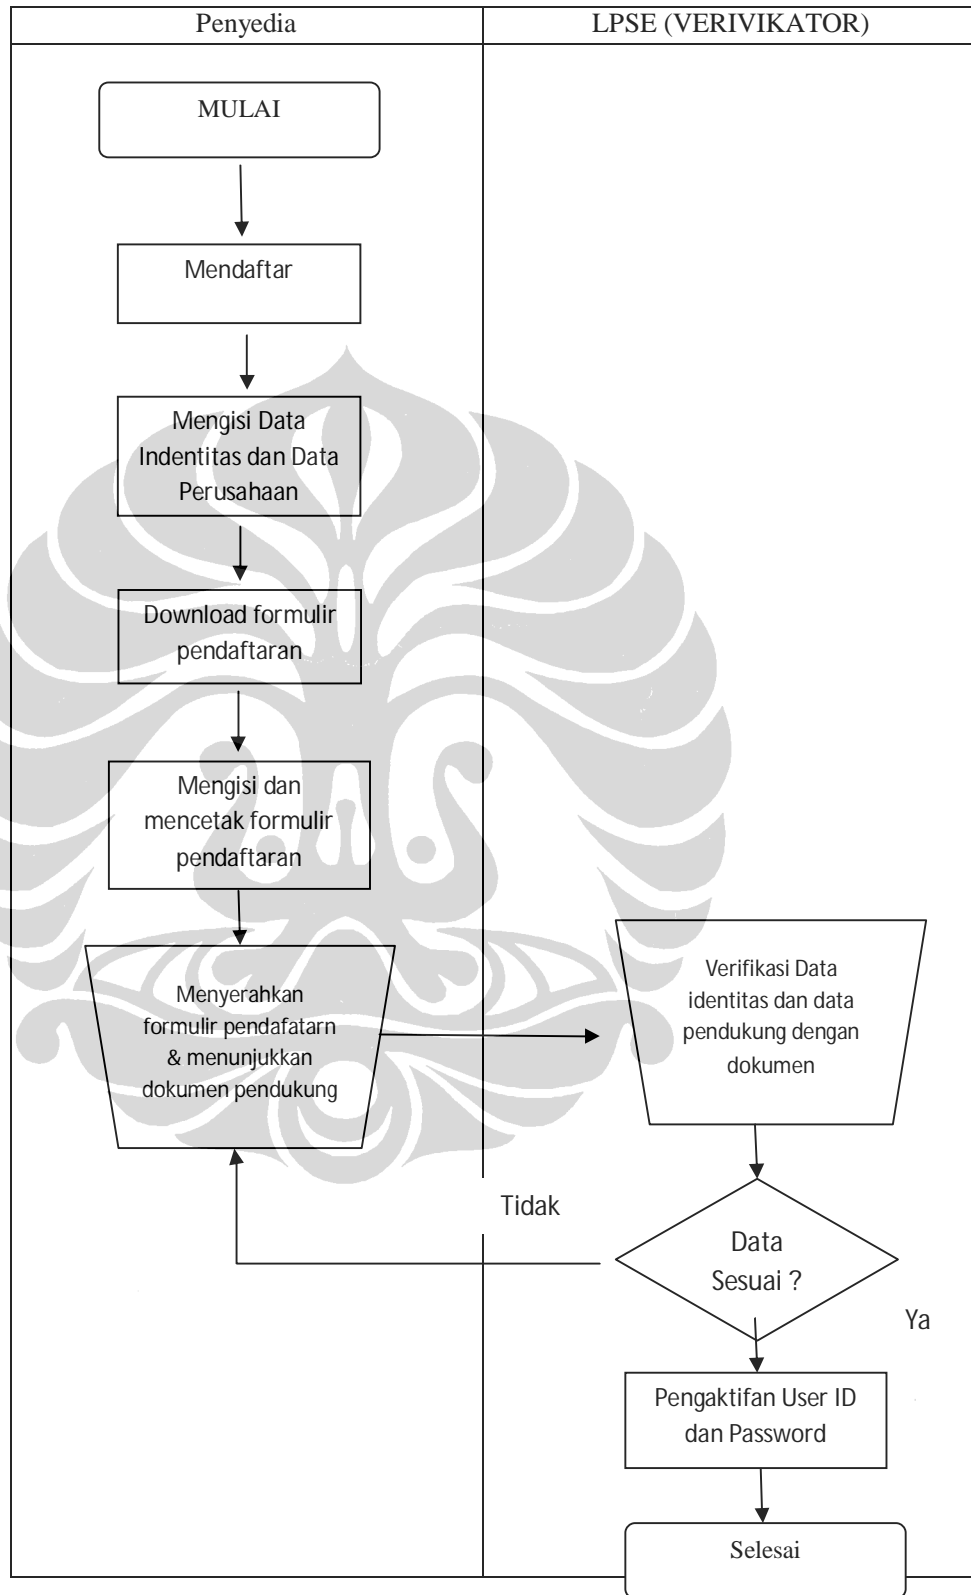 Penyedia
LPSE (VERIVIKATOR)
MULAI
Mendaftar
Mengisi Data
Indentitas dan Data
Perusahaan
Download formulir
pendaftaran
Mengisi dan
mencetak formulir
pendaftaran
Menyerahkan
formulir pendafatarn
& menunjukkan
dokumen pendukung
Verifikasi Data
identitas dan data
pendukung dengan
dokumen
Tidak
Data
Sesuai ?
Ya
Pengaktifan User ID
dan Password
Selesai